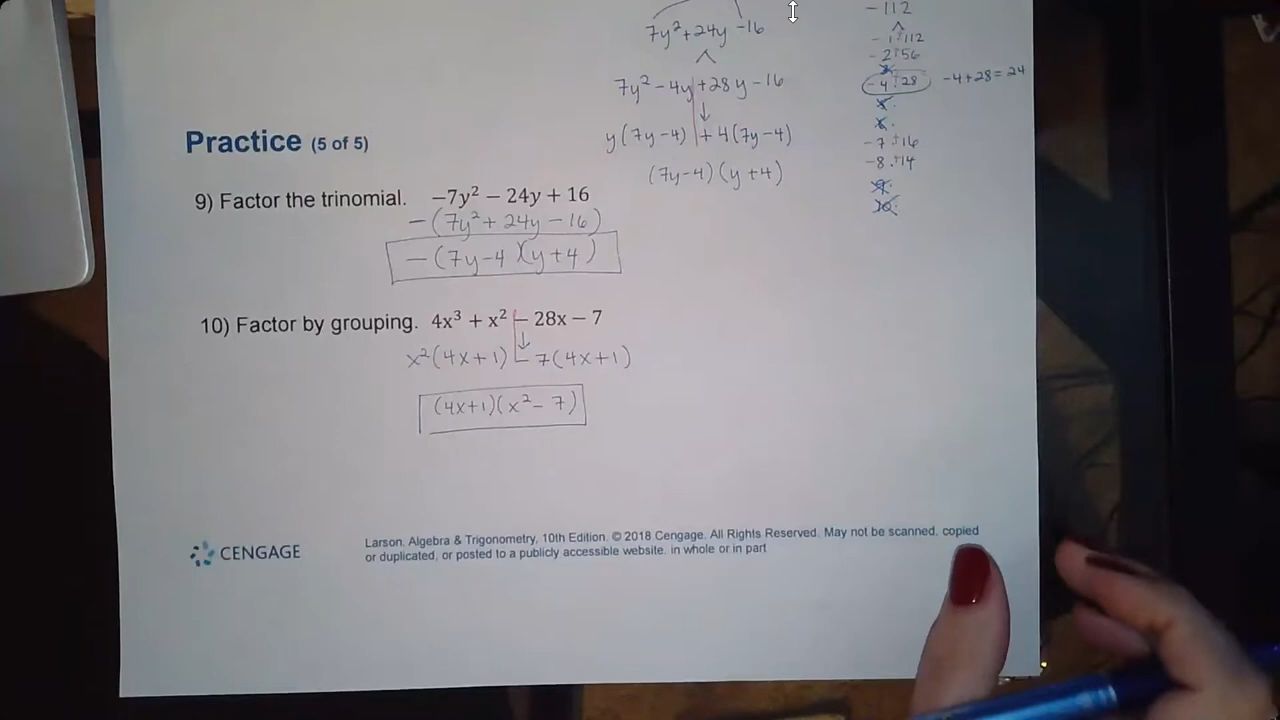 7y² + 24y - 16
7y² - 4y + 28y - 16
y(7y-4) + 4(7y-4)
(7y-4)(y+4)
-112
-1 · 112
-2 · 56
-4 · 28 -4+28=24
-7 · 16
-8 · 14
Practice (5 of 5)
9) Factor the trinomial. −7y² − 24y + 16
-(7y² + 24y - 16)
-(7y-4)(y+4)
10) Factor by grouping. 4x³ + x² − 28x − 7
x²(4x+1) - 7(4x+1)
(4x+1)(x²-7)
CENGAGE
Larson, Algebra & Trigonometry, 10th Edition. © 2018 Cengage. All Rights Reserved. May not be scanned, copied
or duplicated, or posted to a publicly accessible website, in whole or in part